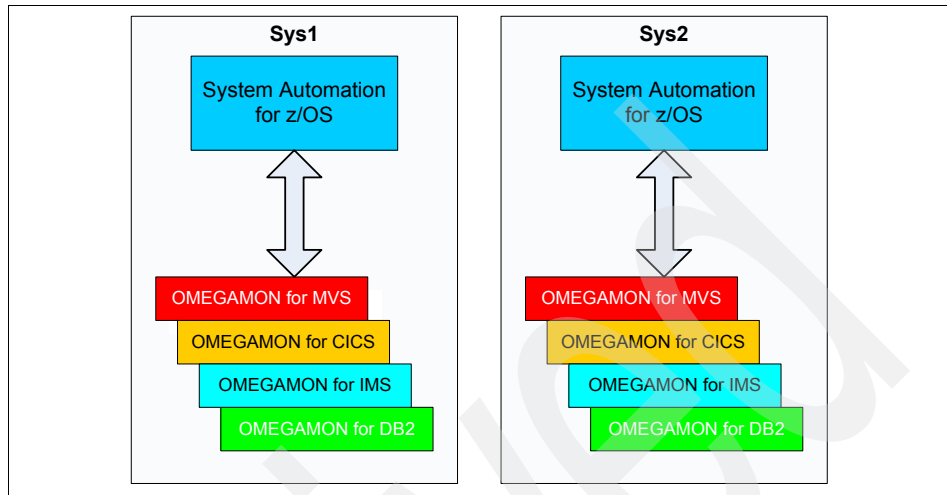 Sys1
System Automation
for z/OS
OMEGAMON for MVS
OMEGAMON for CICS
OMEGAMON for IMS
OMEGAMON for DB2
Sys2
System Automation
for z/OS
OMEGAMON for MVS
OMEGAMON for CICS
OMEGAMON for IMS
OMEGAMON for DB2